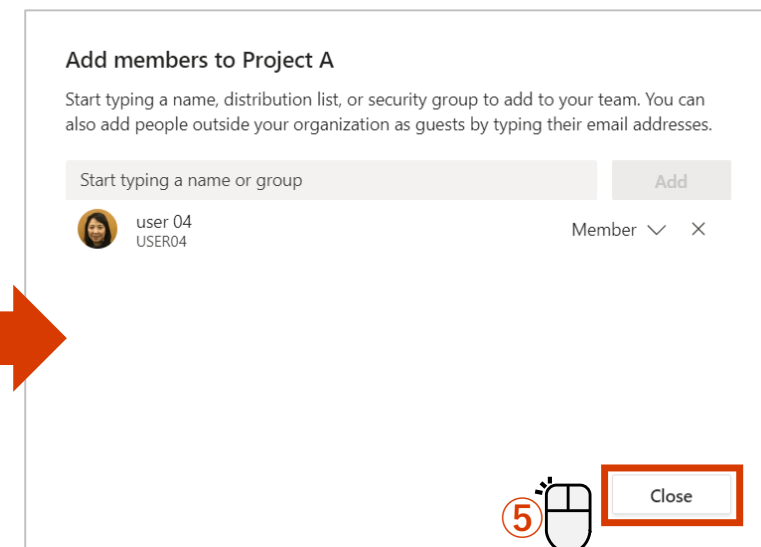 Add members to Project A
Start typing a name, distribution list, or security group to add to your team. You can
also add people outside your organization as guests by typing their email addresses.
Start typing a name or group
Add
user 04
USER04
Member
Close
⑤